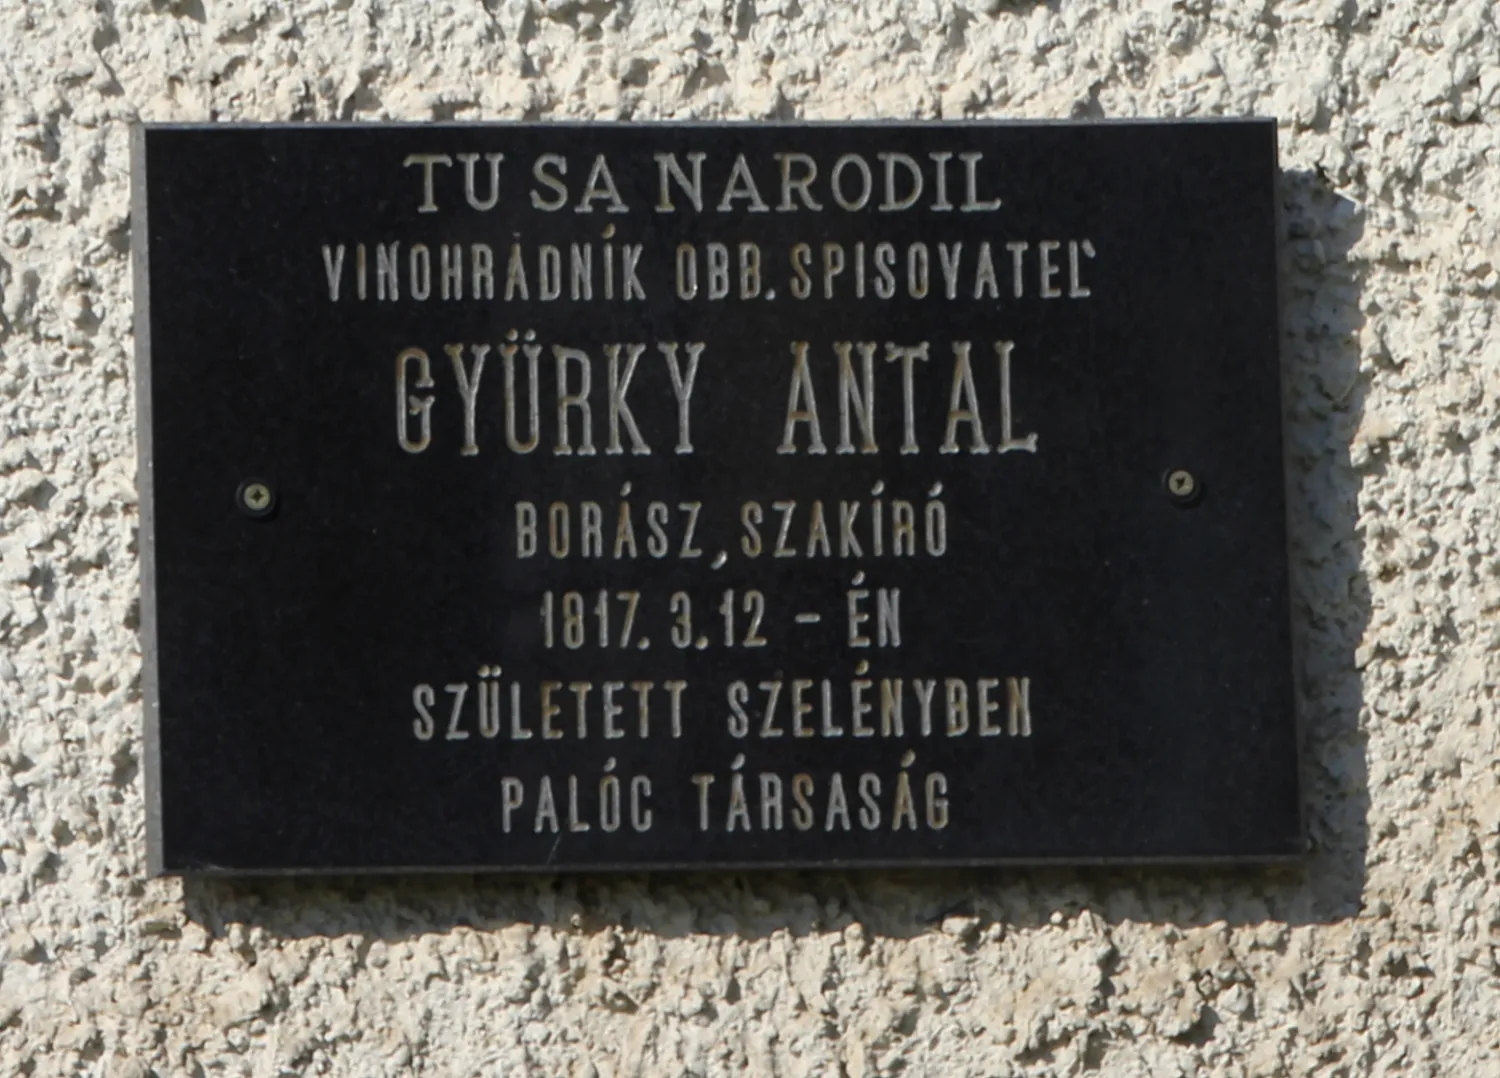 TU SA NARODIL
VINOHRADNÍK OBB. SPISOVATEĽ
GYÜRKY ANTAL
BORÁSZ, SZAKÍRÓ
1817. 3. 12 - ÉN
SZÜLETETT SZELÉNYBEN
PALÓC TÁRSASÁG